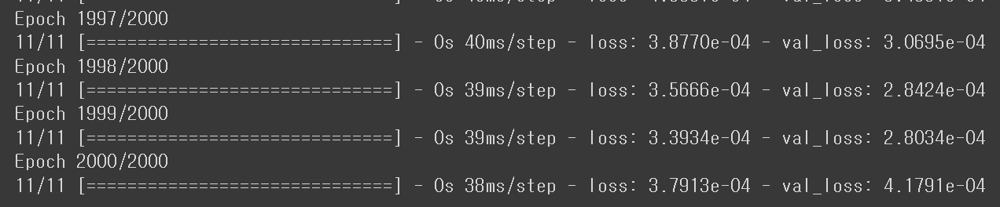 Epoch 1997/2000
11/11 [==============================] - 0s 40ms/step - loss: 3.8770e-04 - val_loss: 3.0695e-04
Epoch 1998/2000
11/11 [==============================] - 0s 39ms/step - loss: 3.5666e-04 - val_loss: 2.8424e-04
Epoch 1999/2000
11/11 [==============================] - 0s 39ms/step - loss: 3.3934e-04 - val_loss: 2.8034e-04
Epoch 2000/2000
11/11 [==============================] - 0s 38ms/step - loss: 3.7913e-04 - val_loss: 4.1791e-04